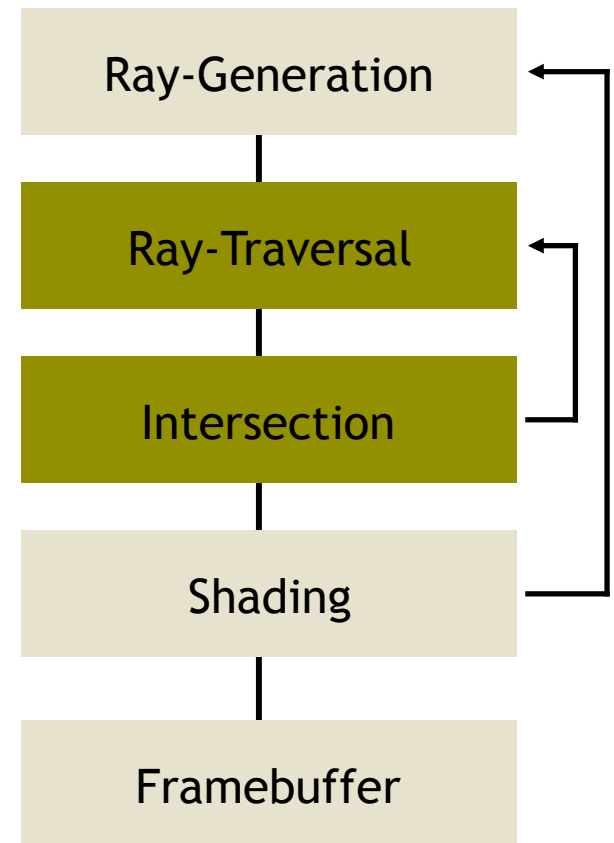 Ray-Generation
Ray-Traversal
Intersection
Shading
Framebuffer